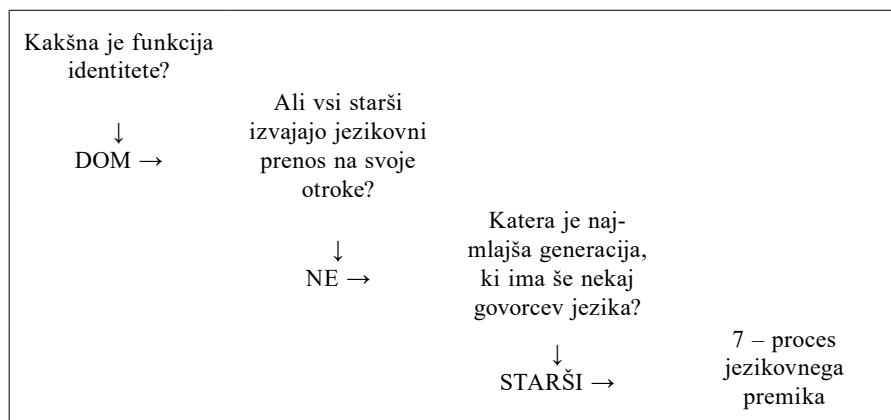 Kakšna je funkcija
identitete?
↓
DOM →
Ali vsi starši
izvajajo jezikovni
prenos na svoje
otroke?
↓
NE →
Katera je naj-
mlajša generacija,
ki ima še nekaj
govorcev jezika?
↓
STARŠI →
7 – proces
jezikovnega
premika